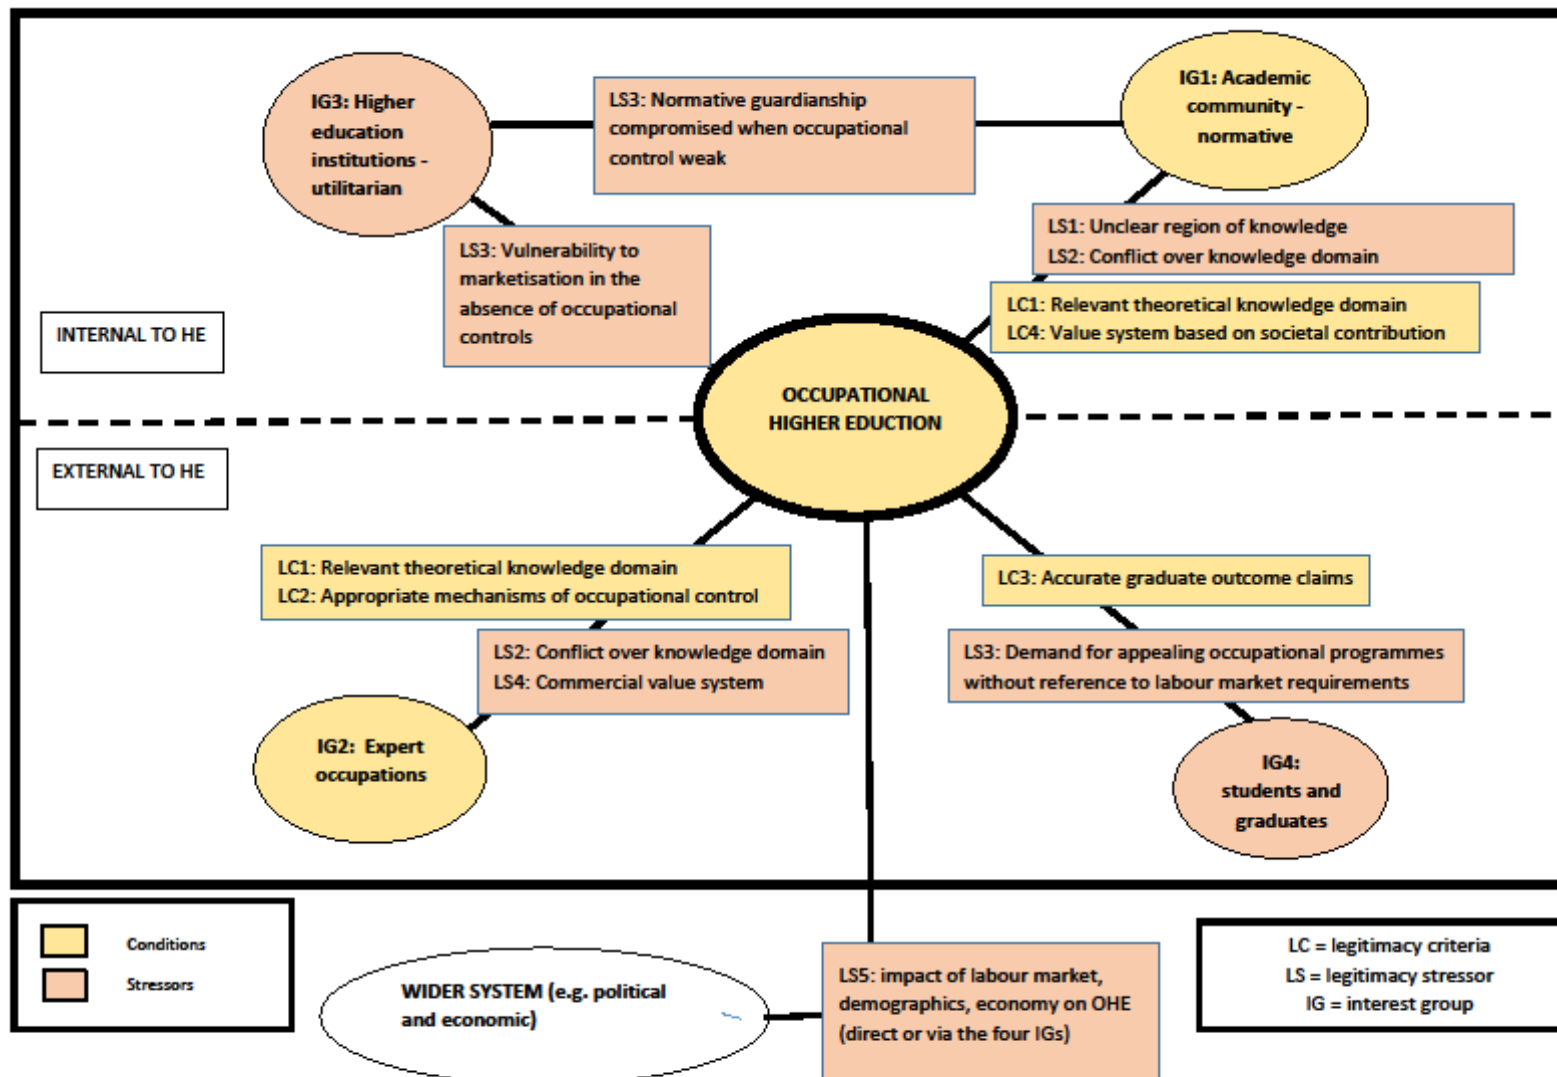 IG3: Higher
education
institutions -
utilitarian
LS3: Normative guardianship
compromised when occupational
control weak
IG1: Academic
community -
normative
LS1: Unclear region of knowledge
LS2: Conflict over knowledge domain
LS3: Vulnerability to
marketisation in the
absence of occupational
controls
LC1: Relevant theoretical knowledge domain
LC4: Value system based on societal contribution
INTERNAL TO HE
OCCUPATIONAL
HIGHER EDUCTION
EXTERNAL TO HE
LC1: Relevant theoretical knowledge domain
LC2: Appropriate mechanisms of occupational control
LC3: Accurate graduate outcome claims
LS2: Conflict over knowledge domain
LS4: Commercial value system
LS3: Demand for appealing occupational programmes
without reference to labour market requirements
IG2: Expert
occupations
IG4:
students and
graduates
Conditions
Stressors
WIDER SYSTEM (e.g. political
and economic)
LS5: impact of labour market,
demographics, economy on OHE
(direct or via the four IGs)
LC = legitimacy criteria
LS = legitimacy stressor
IG = interest group